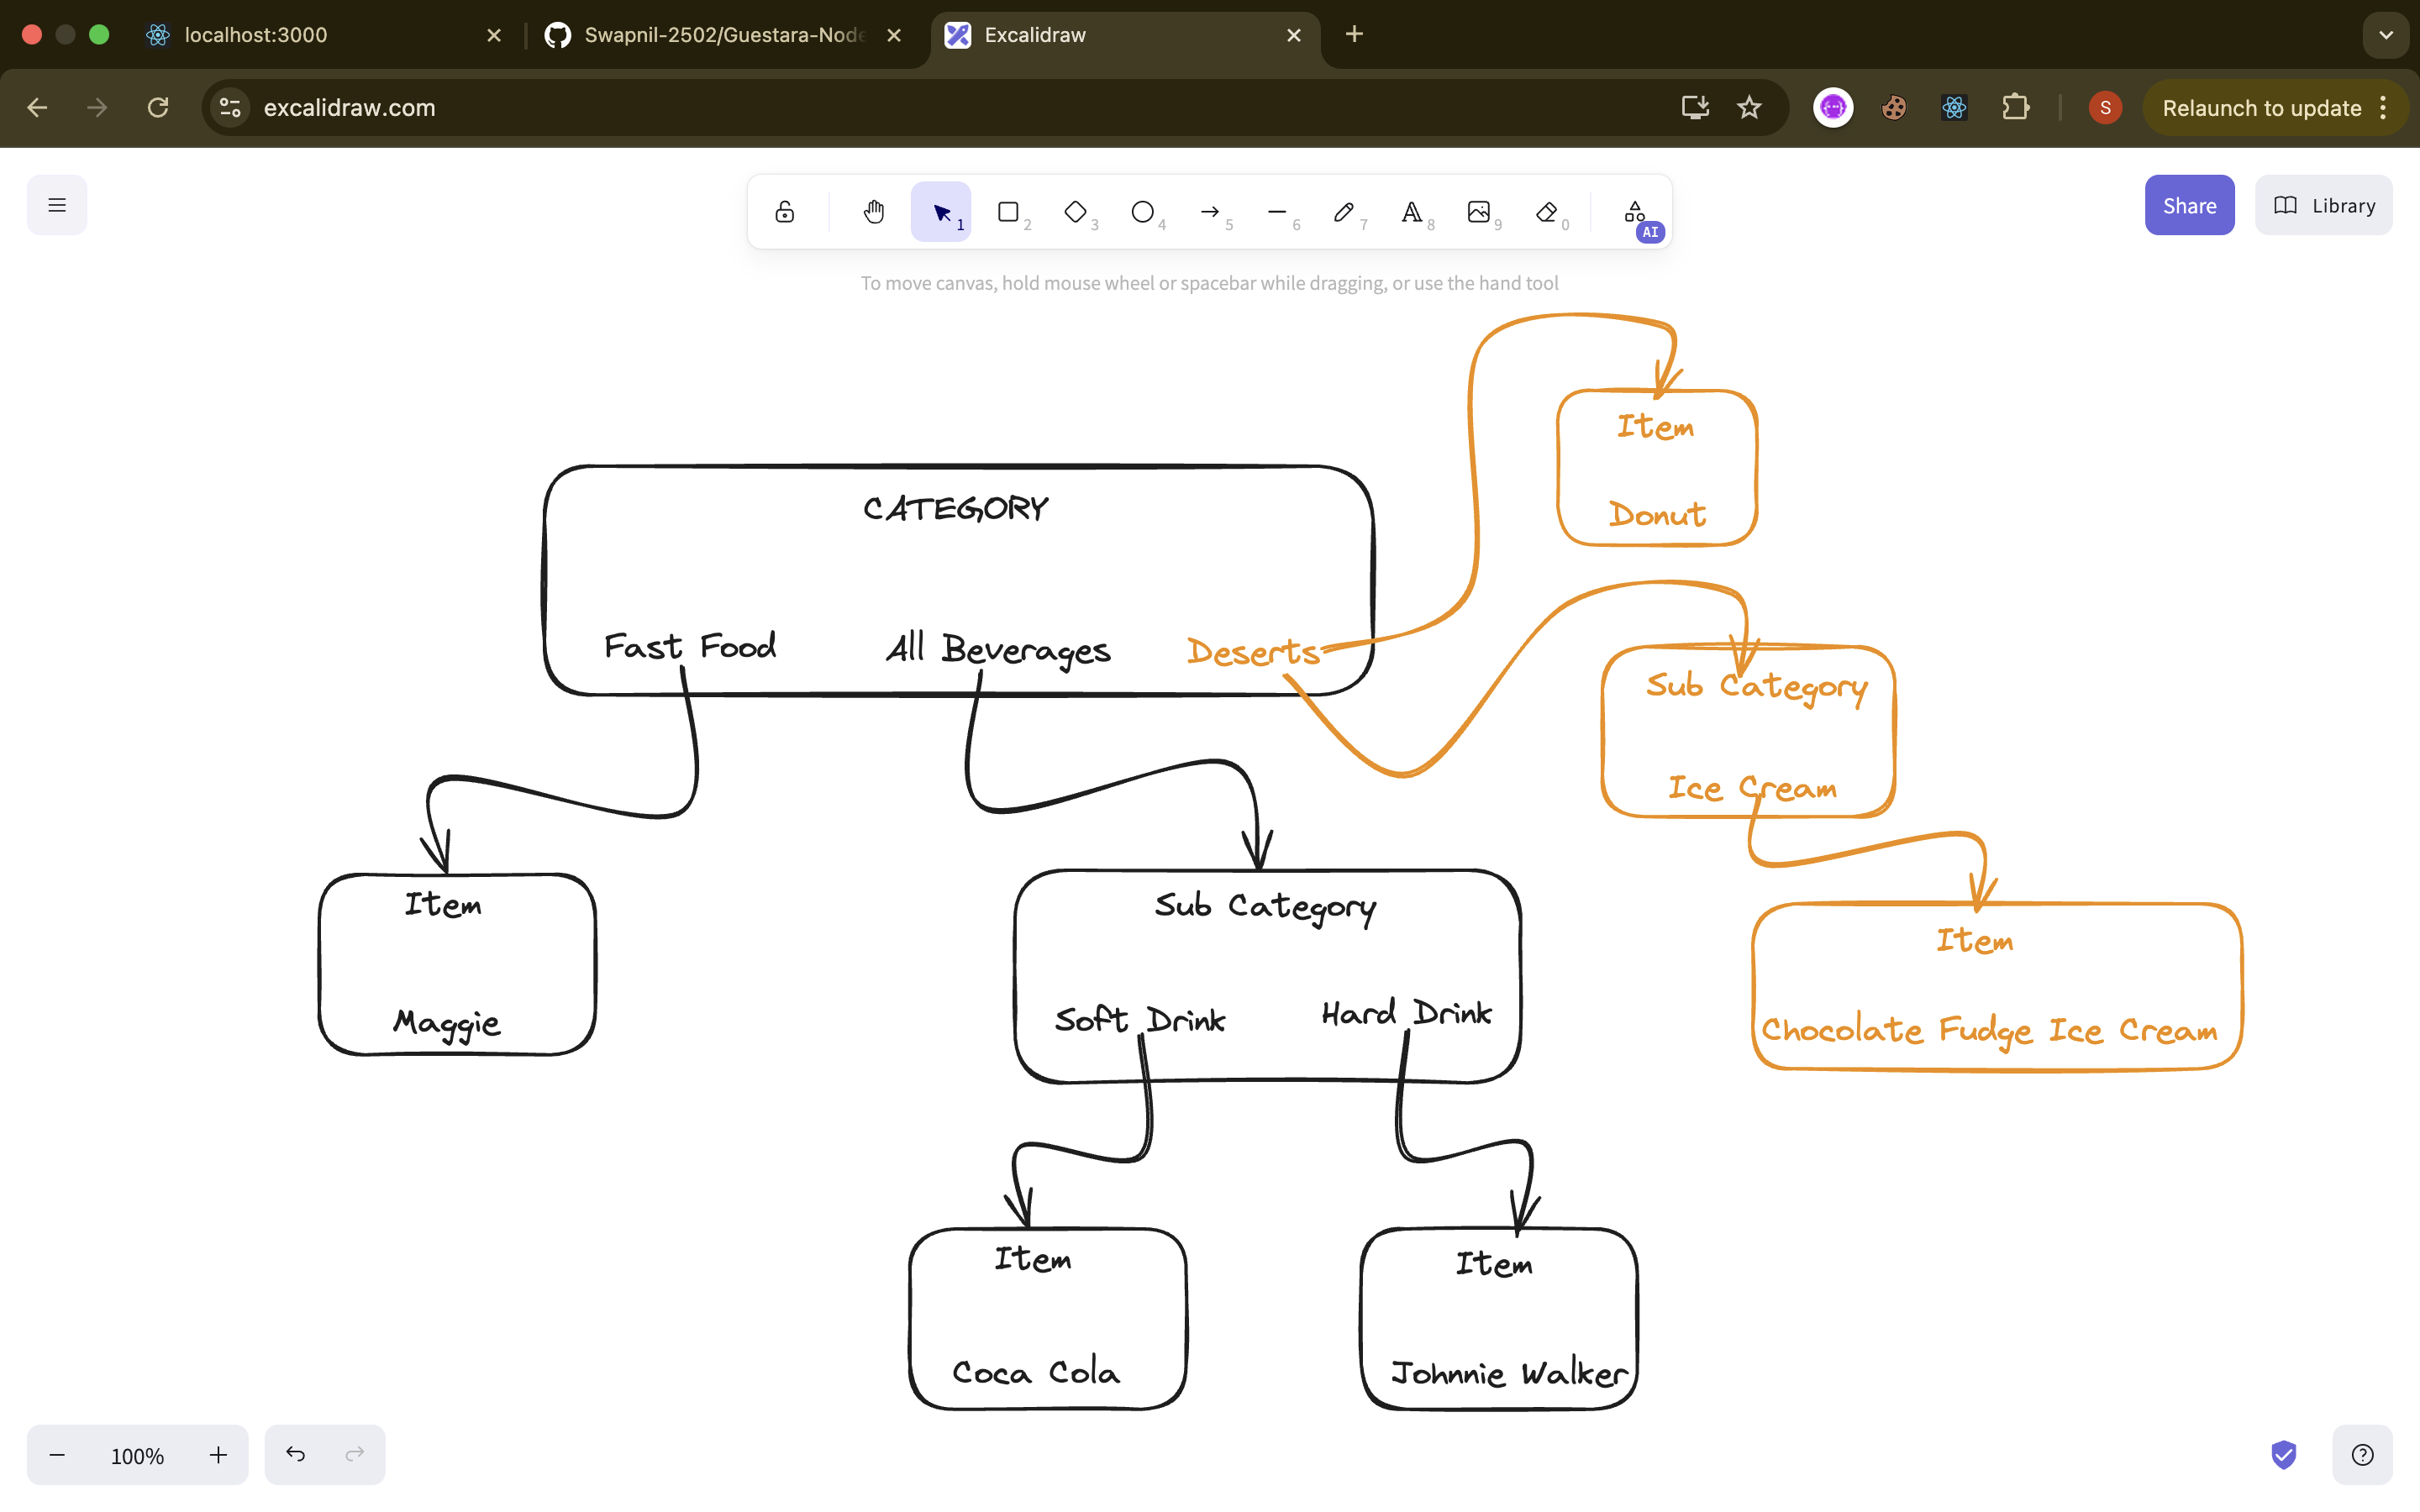 localhost:3000
Swapnil-2502/Guestara-Node
Excalidraw
excalidraw.com
S
Relaunch to update
1
2
3
4
5
6
7
8
9
0
AI
Share
Library
To move canvas, hold mouse wheel or spacebar while dragging, or use the hand tool
Item
Donut
CATEGORY
Fast Food
All Beverages
Deserts
Sub Category
Ice Cream
Item
Maggie
Sub Category
Soft Drink
Hard Drink
Item
Chocolate Fudge Ice Cream
Item
Coca Cola
Item
Johnnie Walker
100%